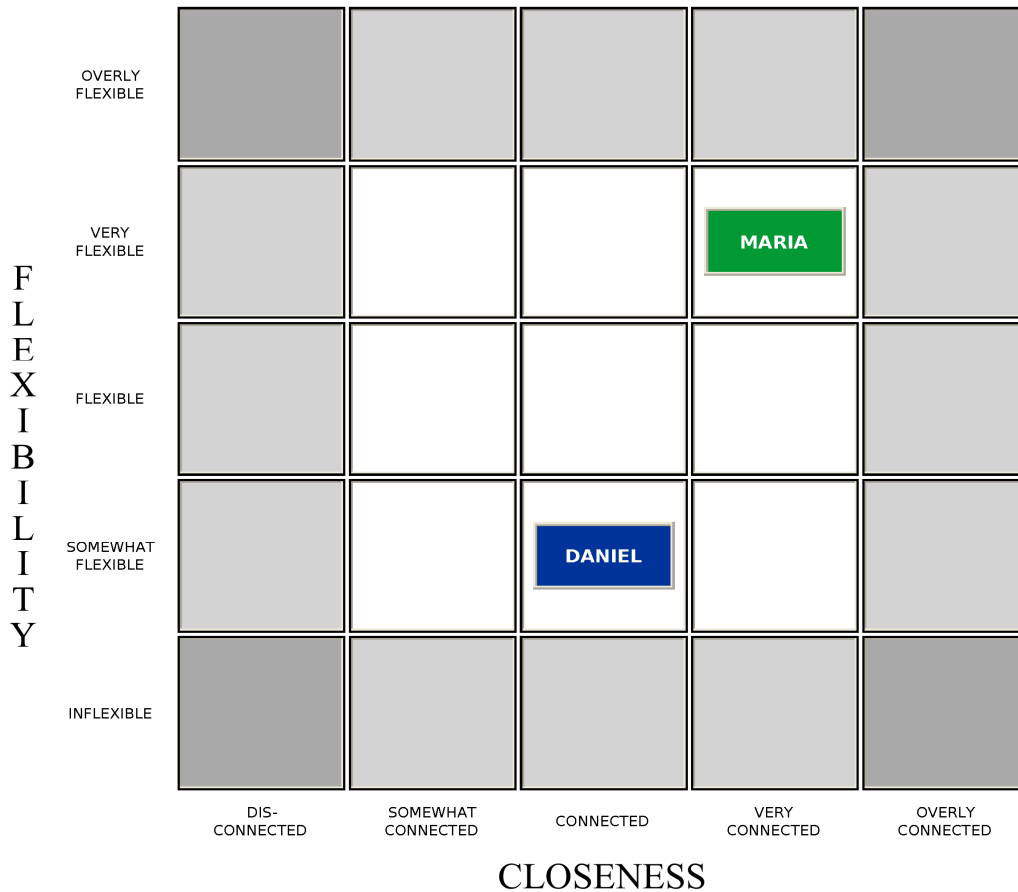 OVERLY
FLEXIBLE
VERY
FLEXIBLE
MARIA
FLEXIBILITY
FLEXIBLE
SOMEWHAT
FLEXIBLE
DANIEL
INFLEXIBLE
DIS-
CONNECTED
SOMEWHAT
CONNECTED
CONNECTED
VERY
CONNECTED
OVERLY
CONNECTED
CLOSENESS